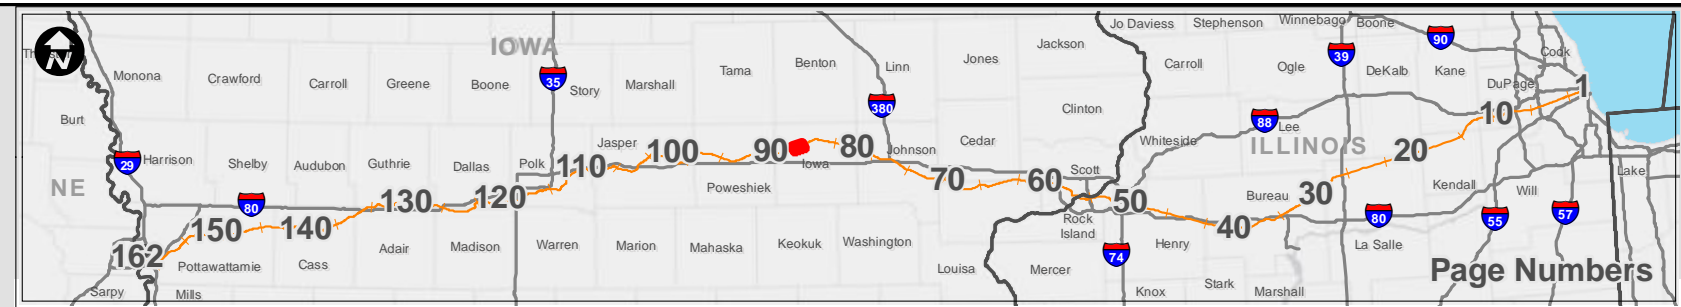 Jo Daviess Stephenson Winnebago Boone
IOWA Jackson 39 90 Cook
N Monona Crawford Carroll Greene Boone 35 Story Marshall Tama Benton Linn Jones Carroll Ogle DeKalb Kane DuPage 1
Burt 380 Clinton 88 Lee 10
29 Harrison Shelby Audubon Guthrie Dallas Polk 110 Jasper 100 90 Iowa 80 Johnson Cedar Whiteside ILLINOIS 20
NE 80 130 120 Poweshiek 70 60 Scott 50 Bureau 30 Kendall Will Lake
162 150 140 Adair Madison Warren Marion Mahaska Keokuk Washington Rock Island Henry 40 80 La Salle 55 57
Pottawattamie Cass Louisa Mercer 74 Stark Page Numbers
Sarpy Mills Knox Marshall